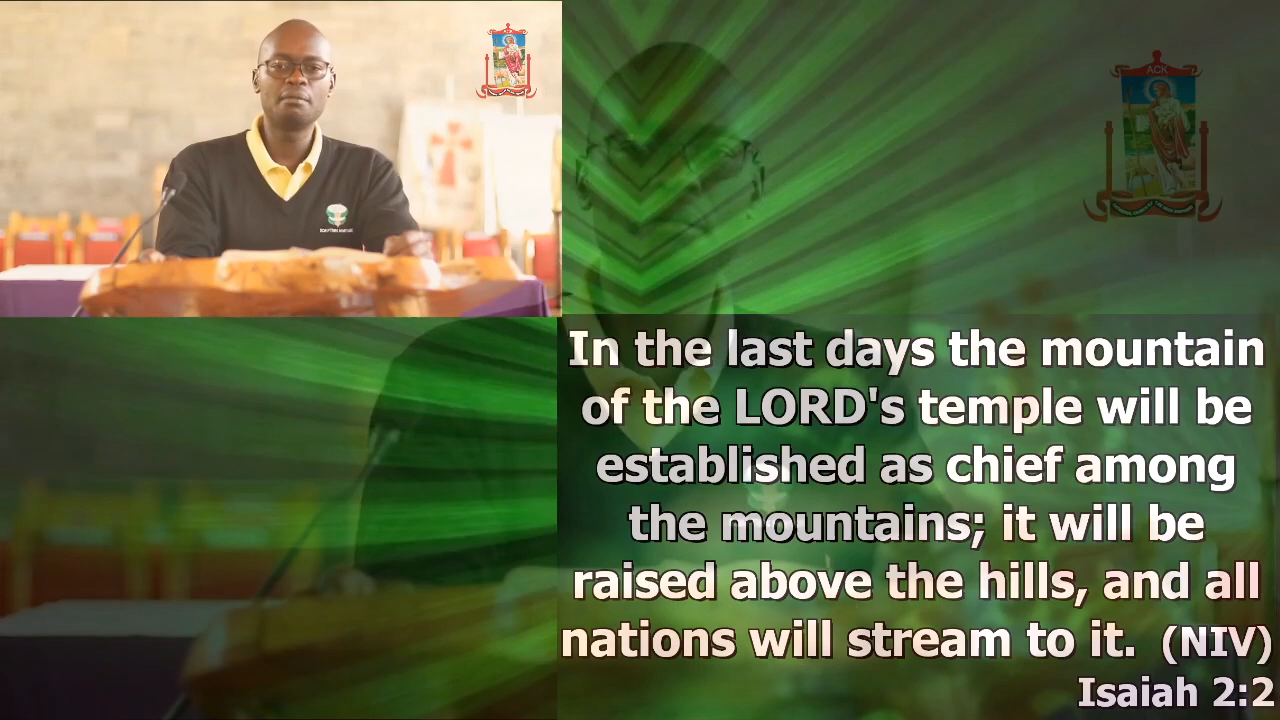 ACK
In the last days the mountain
of the LORD's temple will be
established as chief among
the mountains; it will be
raised above the hills, and all
nations will stream to it. (NIV)
Isaiah 2:2